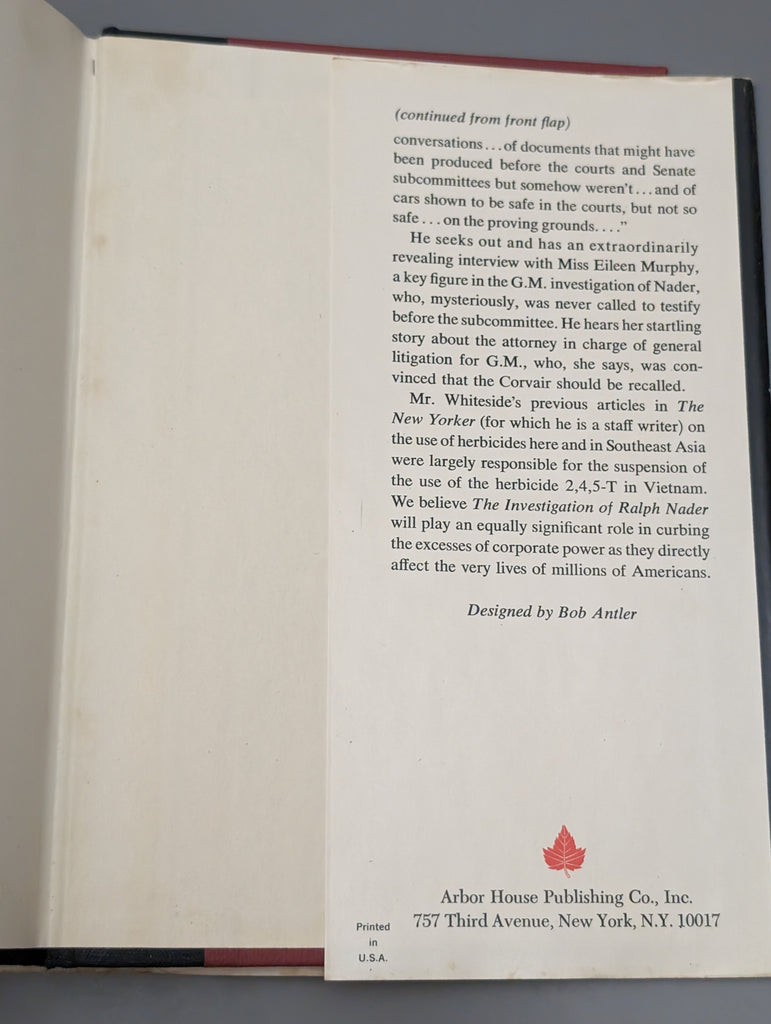 (continued from front flap)
conversations...of documents that might have
been produced before the courts and Senate
subcommittees but somehow weren't...and of
cars shown to be safe in the courts, but not so
safe...on the proving grounds...."
He seeks out and has an extraordinarily
revealing interview with Miss Eileen Murphy,
a key figure in the G.M. investigation of Nader,
who, mysteriously, was never called to testify
before the subcommittee. He hears her startling
story about the attorney in charge of general
litigation for G.M., who, she says, was con-
vinced that the Corvair should be recalled.
Mr. Whiteside's previous articles in The
New Yorker (for which he is a staff writer) on
the use of herbicides here and in Southeast Asia
were largely responsible for the suspension of
the use of the herbicide 2,4,5-T in Vietnam.
We believe The Investigation of Ralph Nader
will play an equally significant role in curbing
the excesses of corporate power as they directly
affect the very lives of millions of Americans.
Designed by Bob Antler
Arbor House Publishing Co., Inc.
757 Third Avenue, New York, N.Y. 10017
Printed
in
U.S.A.